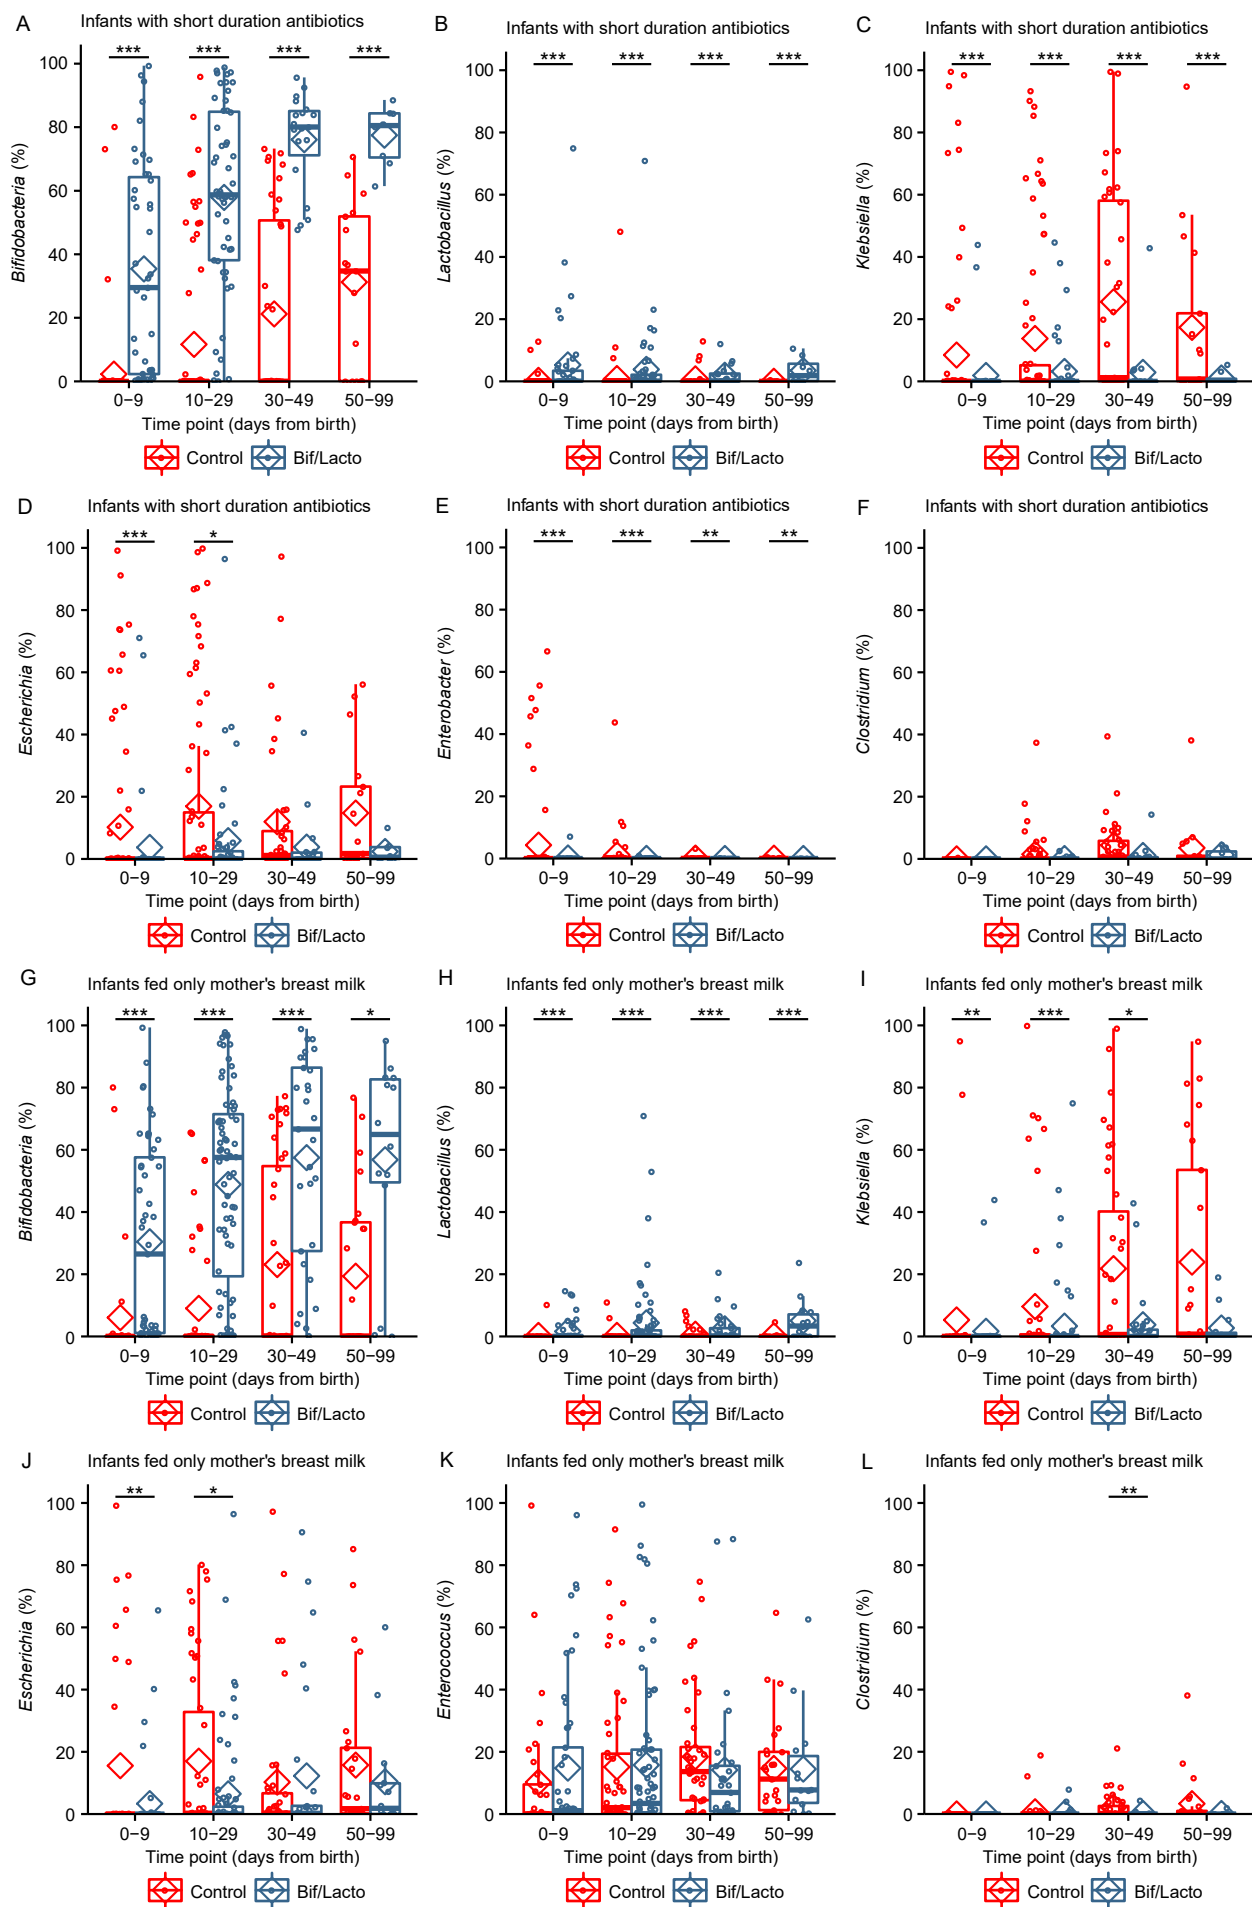 A Infants with short duration antibiotics
*** *** *** ***
Bifidobacteria (%)
100
80
60
40
20
0
0−9 10−29 30−49 50−99
Time point (days from birth)
Control Bif/Lacto
B Infants with short duration antibiotics
*** *** *** ***
Lactobacillus (%)
100
80
60
40
20
0
0−9 10−29 30−49 50−99
Time point (days from birth)
Control Bif/Lacto
C Infants with short duration antibiotics
*** *** *** ***
Klebsiella (%)
100
80
60
40
20
0
0−9 10−29 30−49 50−99
Time point (days from birth)
Control Bif/Lacto
D Infants with short duration antibiotics
*** *
Escherichia (%)
100
80
60
40
20
0
0−9 10−29 30−49 50−99
Time point (days from birth)
Control Bif/Lacto
E Infants with short duration antibiotics
*** *** ** **
Enterobacter (%)
100
80
60
40
20
0
0−9 10−29 30−49 50−99
Time point (days from birth)
Control Bif/Lacto
F Infants with short duration antibiotics
Clostridium (%)
100
80
60
40
20
0
0−9 10−29 30−49 50−99
Time point (days from birth)
Control Bif/Lacto
G Infants fed only mother's breast milk
*** *** *** *
Bifidobacteria (%)
100
80
60
40
20
0
0−9 10−29 30−49 50−99
Time point (days from birth)
Control Bif/Lacto
H Infants fed only mother's breast milk
*** *** *** ***
Lactobacillus (%)
100
80
60
40
20
0
0−9 10−29 30−49 50−99
Time point (days from birth)
Control Bif/Lacto
I Infants fed only mother's breast milk
** *** *
Klebsiella (%)
100
80
60
40
20
0
0−9 10−29 30−49 50−99
Time point (days from birth)
Control Bif/Lacto
J Infants fed only mother's breast milk
** *
Escherichia (%)
100
80
60
40
20
0
0−9 10−29 30−49 50−99
Time point (days from birth)
Control Bif/Lacto
K Infants fed only mother's breast milk
Enterococcus (%)
100
80
60
40
20
0
0−9 10−29 30−49 50−99
Time point (days from birth)
Control Bif/Lacto
L Infants fed only mother's breast milk
**
Clostridium (%)
100
80
60
40
20
0
0−9 10−29 30−49 50−99
Time point (days from birth)
Control Bif/Lacto